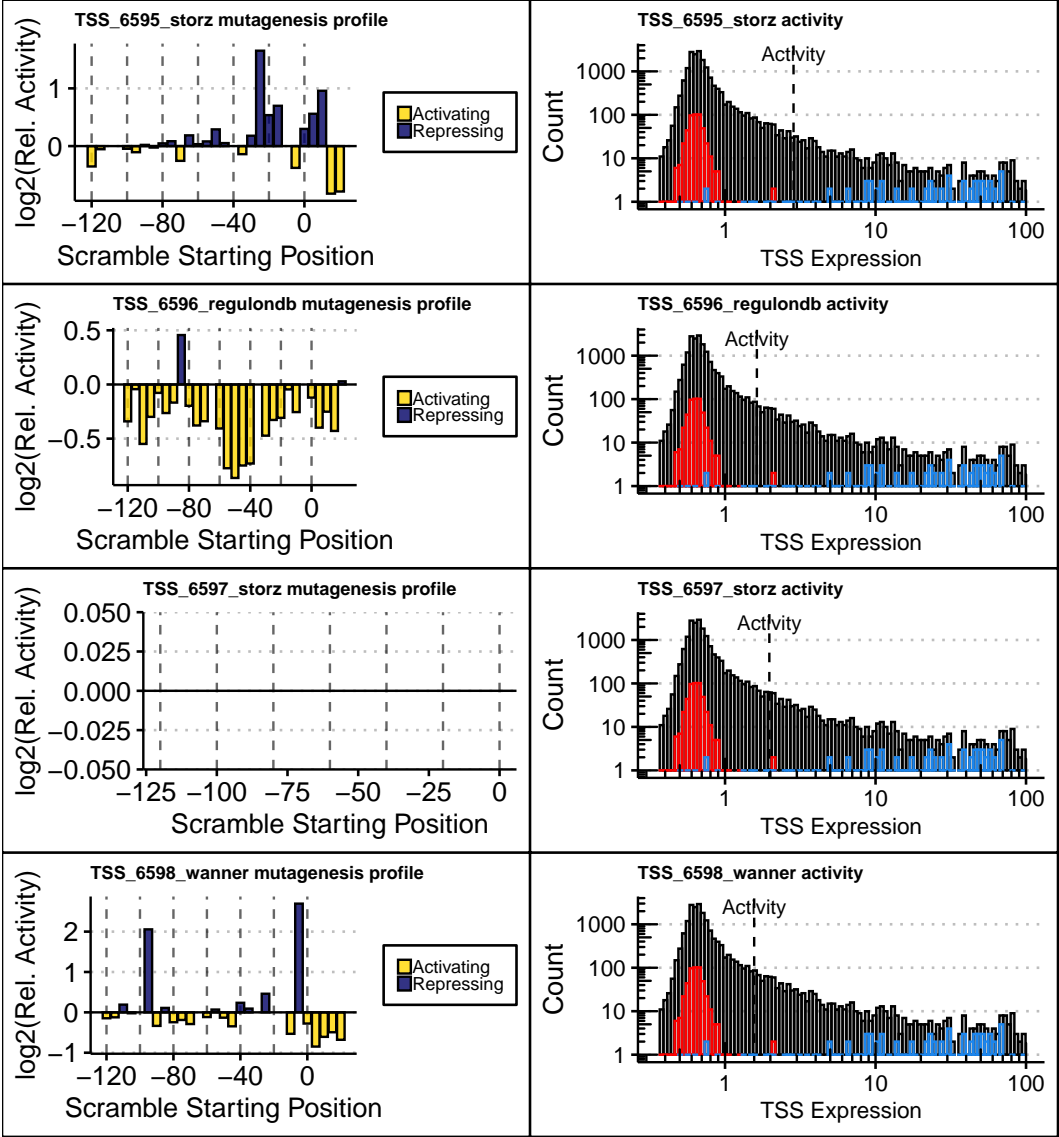 TSS_6595_storz mutagenesis profile
log2(Rel. Activity)
1
0
−120
−80
−40
0
Scramble Starting Position
Activating
Repressing
TSS_6595_storz activity
Activity
Count
1000
100
10
1
1
10
100
TSS Expression
TSS_6596_regulondb mutagenesis profile
log2(Rel. Activity)
0.5
0.0
−0.5
−120
−80
−40
0
Scramble Starting Position
Activating
Repressing
TSS_6596_regulondb activity
Activity
Count
1000
100
10
1
1
10
100
TSS Expression
TSS_6597_storz mutagenesis profile
log2(Rel. Activity)
0.050
0.025
0.000
−0.025
−0.050
−125
−100
−75
−50
−25
0
Scramble Starting Position
TSS_6597_storz activity
Activity
Count
1000
100
10
1
1
10
100
TSS Expression
TSS_6598_wanner mutagenesis profile
log2(Rel. Activity)
2
1
0
−1
−120
−80
−40
0
Scramble Starting Position
Activating
Repressing
TSS_6598_wanner activity
Activity
Count
1000
100
10
1
1
10
100
TSS Expression